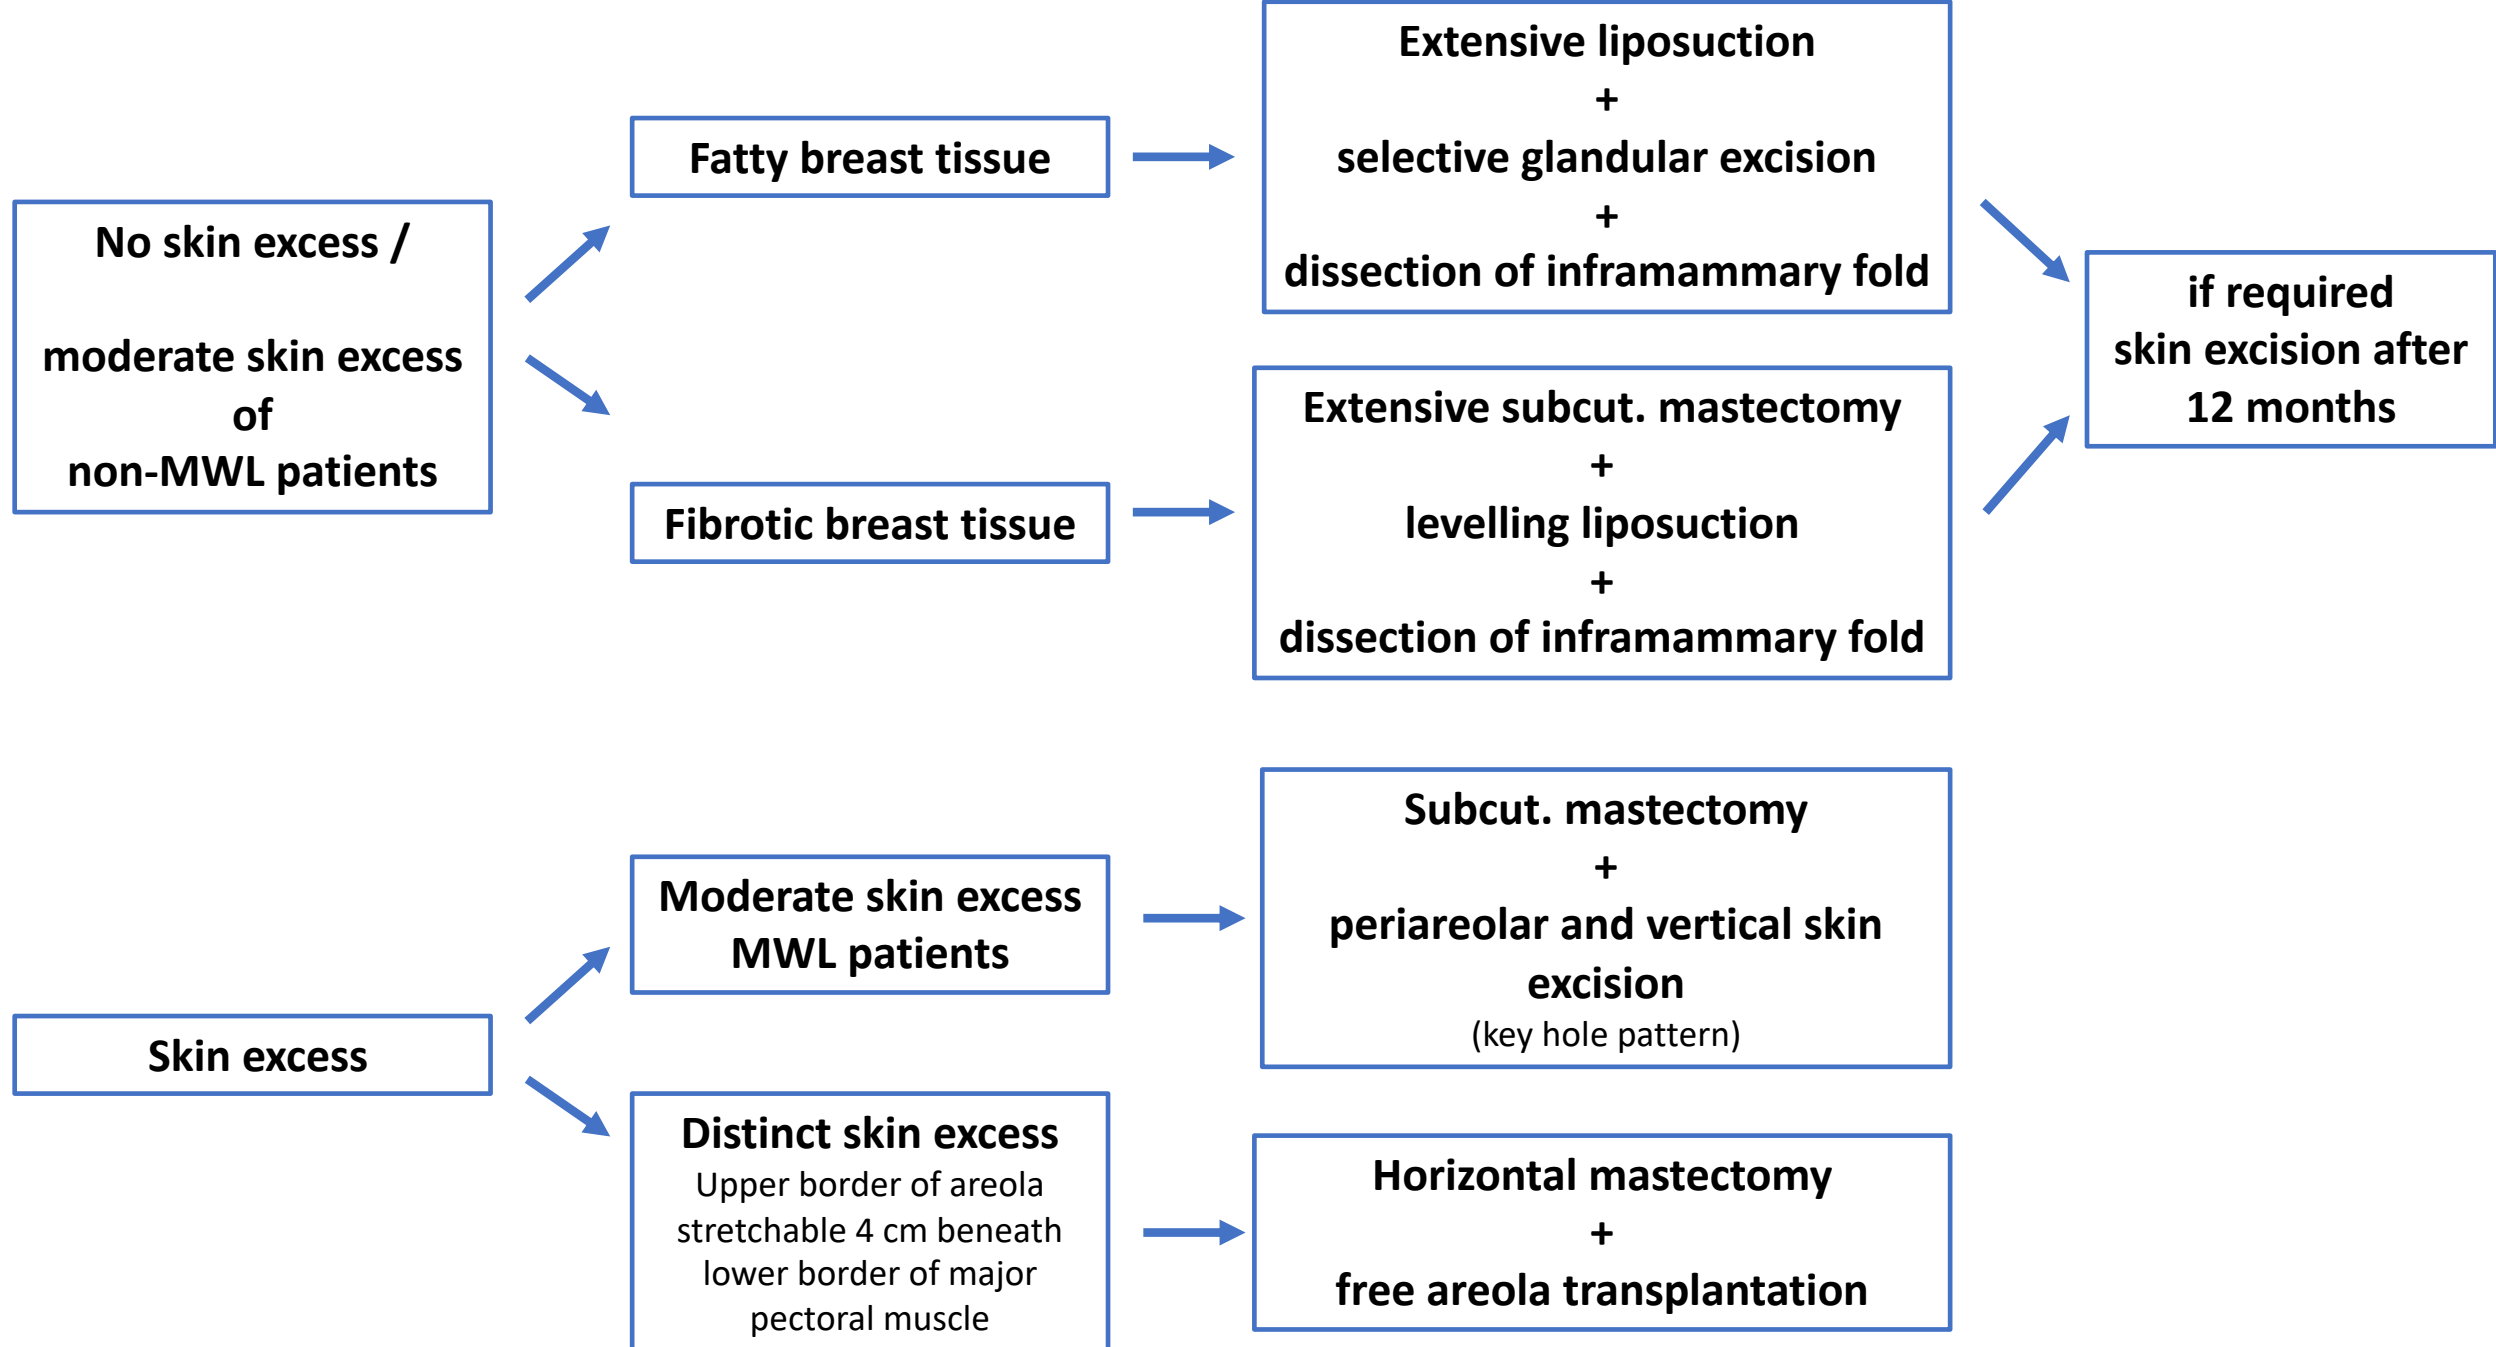 No skin excess /
moderate skin excess
of
non-MWL patients
Fatty breast tissue
Fibrotic breast tissue
Extensive liposuction
+
selective glandular excision
+
dissection of inframammary fold
Extensive subcut. mastectomy
+
levelling liposuction
+
dissection of inframammary fold
if required
skin excision after
12 months
Skin excess
Moderate skin excess
MWL patients
Distinct skin excess
Upper border of areola
stretchable 4 cm beneath
lower border of major
pectoral muscle
Subcut. mastectomy
+
periareolar and vertical skin
excision
(key hole pattern)
Horizontal mastectomy
+
free areola transplantation